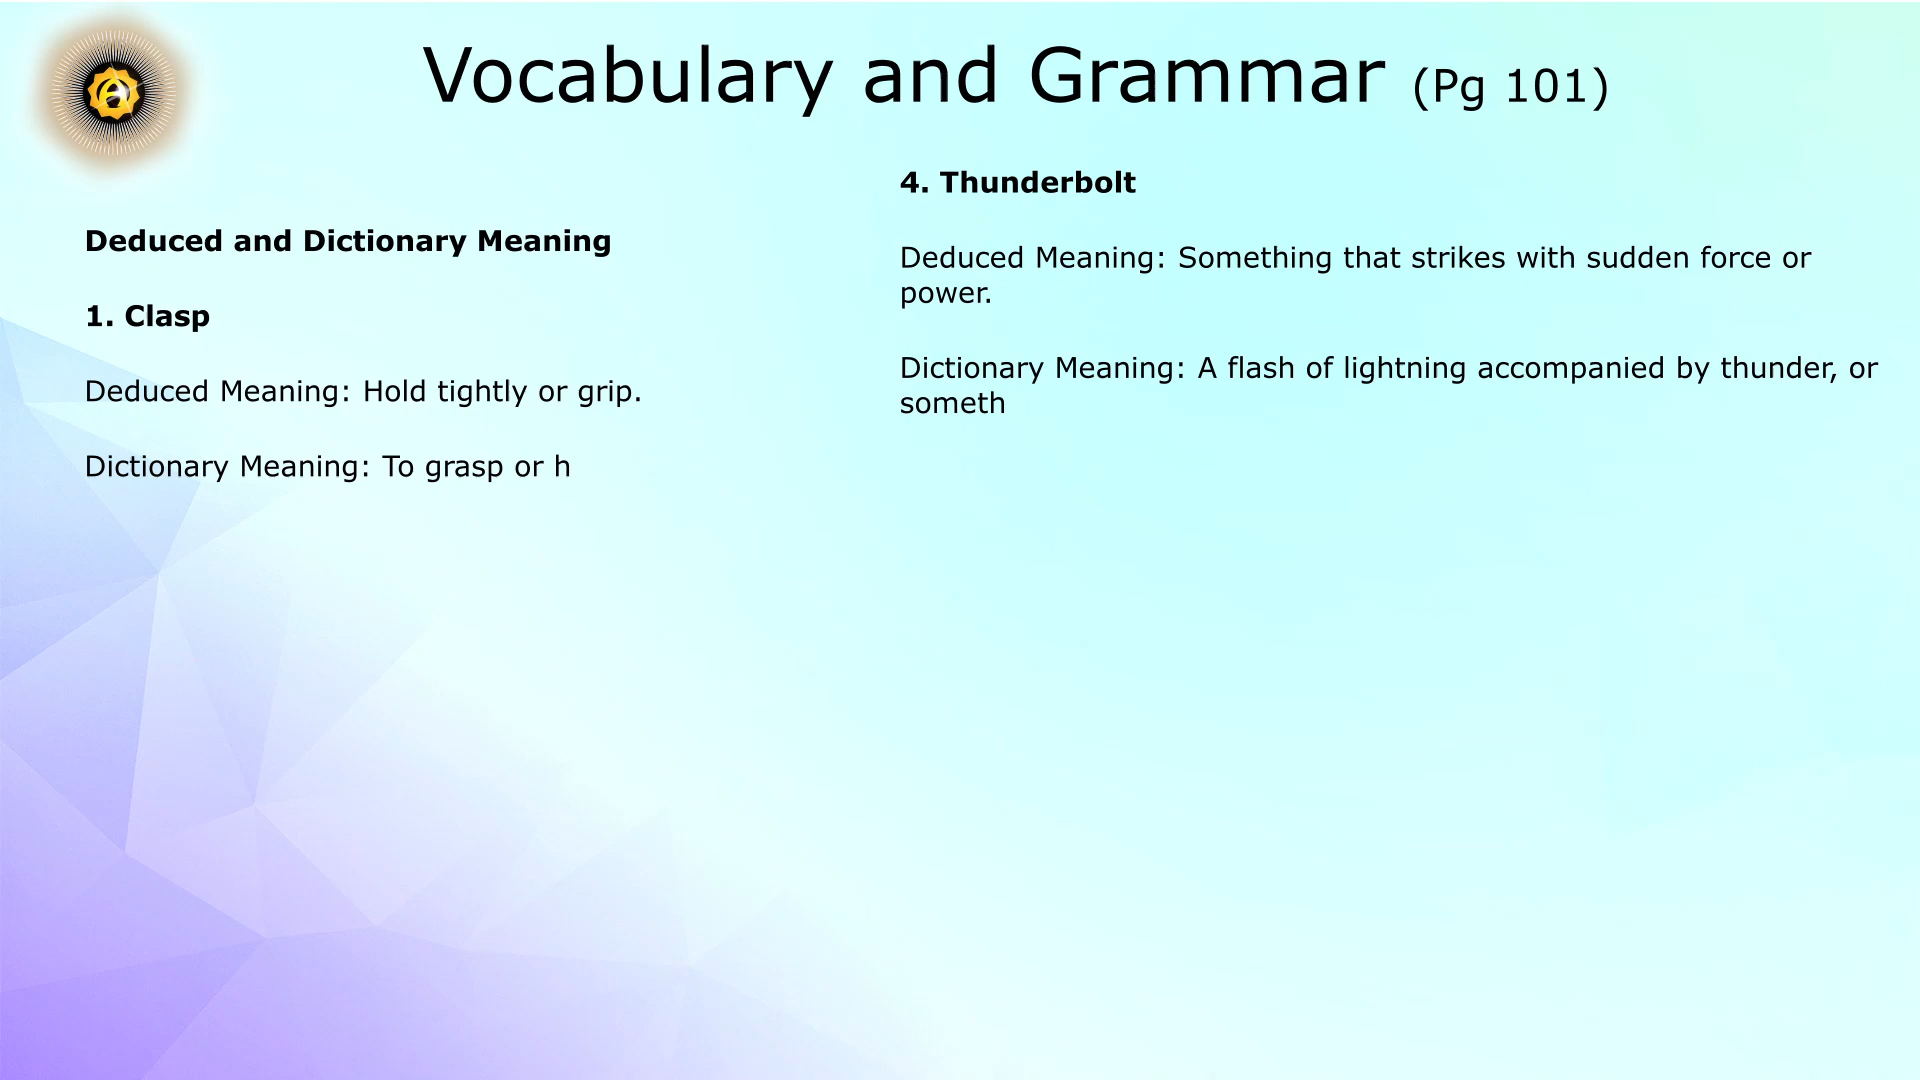 Vocabulary and Grammar (Pg 101)
Deduced and Dictionary Meaning
1. Clasp
Deduced Meaning: Hold tightly or grip.
Dictionary Meaning: To grasp or h
4. Thunderbolt
Deduced Meaning: Something that strikes with sudden force or
power.
Dictionary Meaning: A flash of lightning accompanied by thunder, or
someth